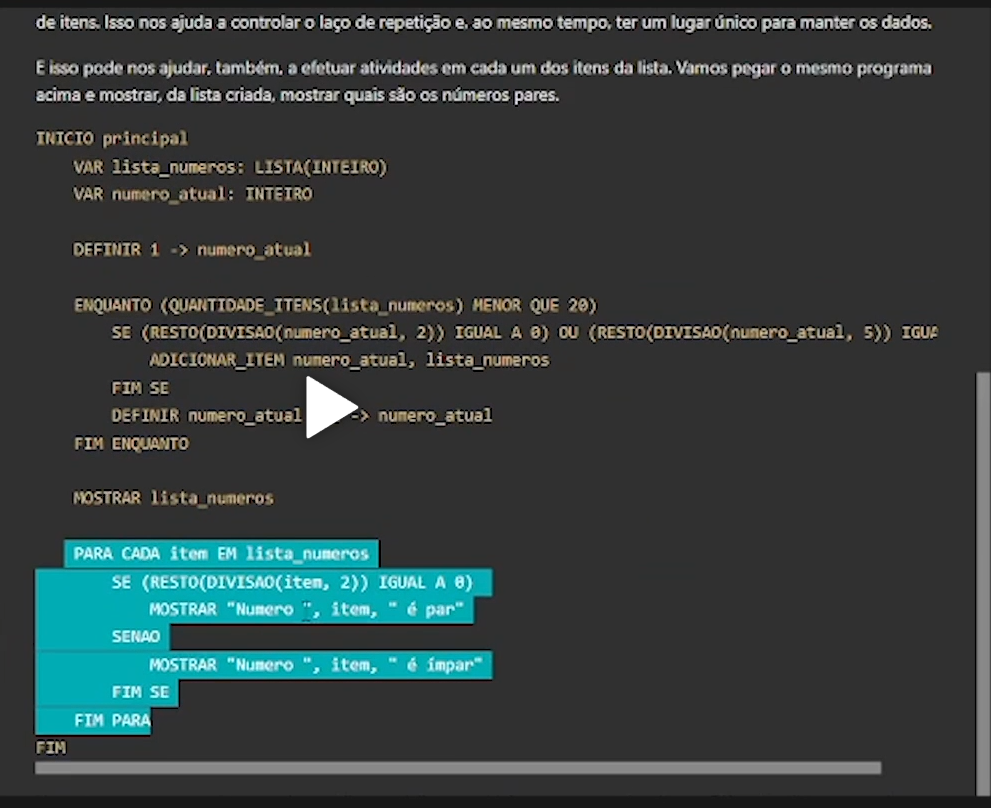 de itens. Isso nos ajuda a controlar o laço de repetição e, ao mesmo tempo, ter um lugar único para manter os dados.
E isso pode nos ajudar, também, a efetuar atividades em cada um dos itens da lista. Vamos pegar o mesmo programa
acima e mostrar, da lista criada, mostrar quais são os números pares.
INICIO principal
VAR lista_numeros: LISTA(INTEIRO)
VAR numero_atual: INTEIRO
DEFINIR 1 -> numero_atual
ENQUANTO (QUANTIDADE_ITENS(lista_numeros) MENOR QUE 20)
SE (RESTO(DIVISAO(numero_atual, 2)) IGUAL A 0) OU (RESTO(DIVISAO(numero_atual, 5)) IGUA
ADICIONAR_ITEM numero_atual, lista_numeros
FIM SE
DEFINIR numero_atual -> numero_atual
FIM ENQUANTO
MOSTRAR lista_numeros
PARA CADA item EM lista_numeros
SE (RESTO(DIVISAO(item, 2)) IGUAL A 0)
MOSTRAR "Numero ", item, " é par"
SENAO
MOSTRAR "Numero ", item, " é ímpar"
FIM SE
FIM PARA
FIM